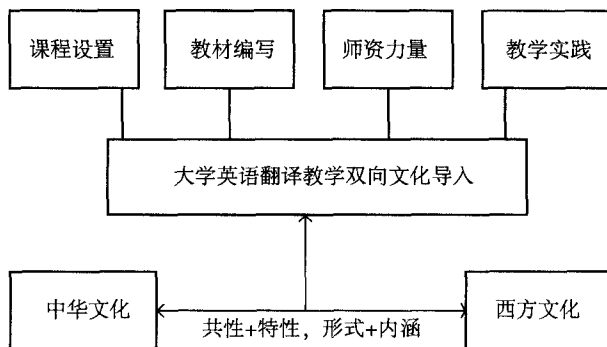 课程设置
教材编写
师资力量
教学实践
大学英语翻译教学双向文化导入
中华文化
西方文化
共性+特性，形式+内涵